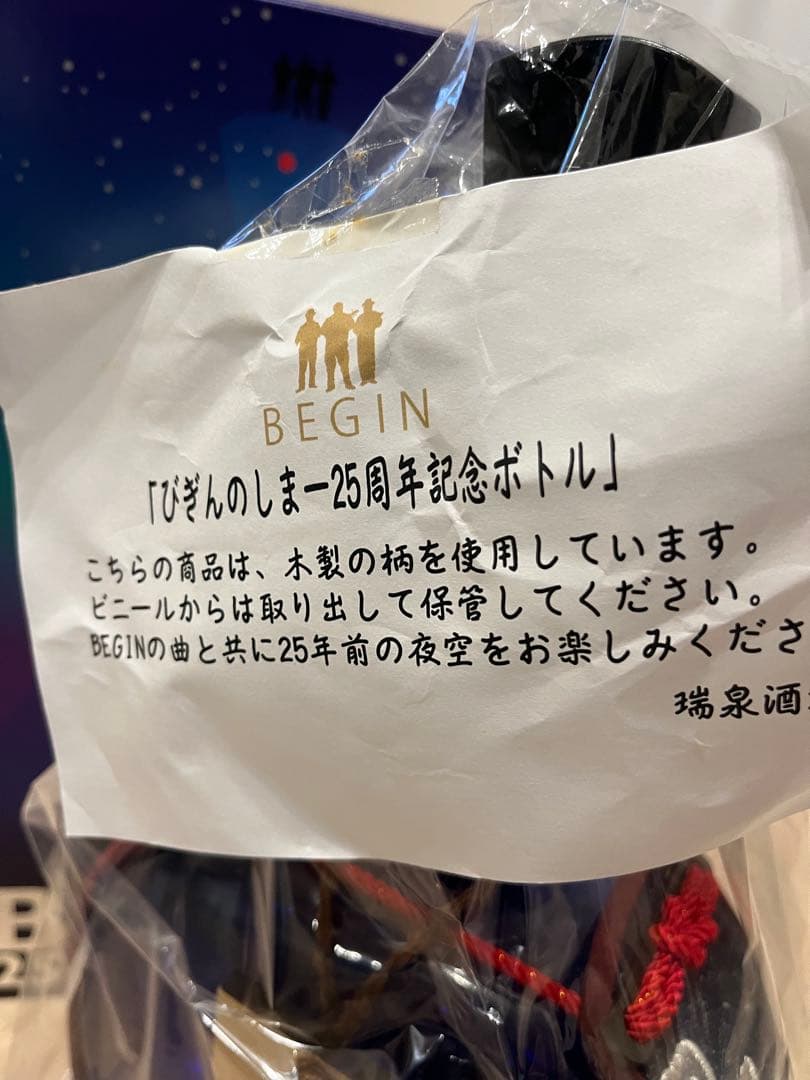 BEGIN
「びぎんのしまー25周年記念ボトル」
こちらの商品は、木製の柄を使用しています。
ビニールからは取り出して保管してください。
BEGINの曲と共に25年前の夜空をお楽しみくださ
瑞泉酒